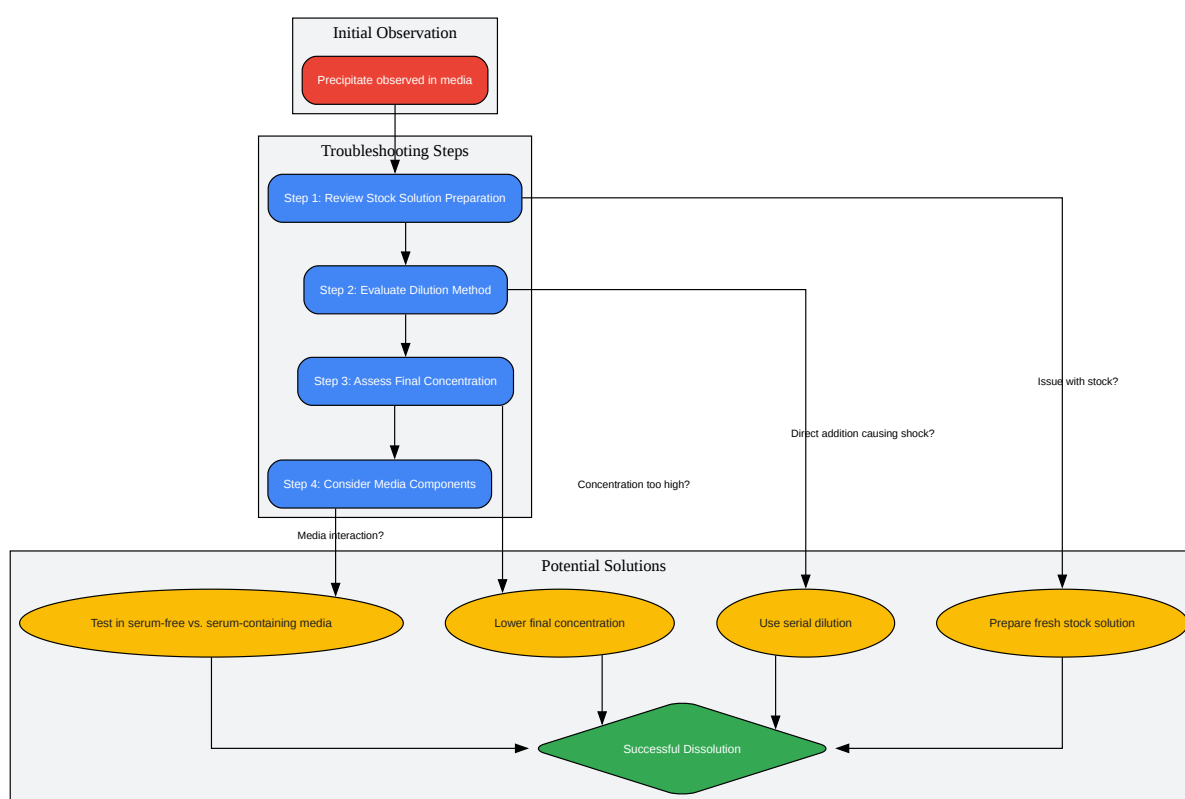 Initial Observation
Precipitate observed in media
Troubleshooting Steps
Step 1: Review Stock Solution Preparation
Step 2: Evaluate Dilution Method
Step 3: Assess Final Concentration
Issue with stock?
Direct addition causing shock?
Step 4: Consider Media Components
Concentration too high?
Media interaction?
Potential Solutions
Test in serum-free vs. serum-containing media
Lower final concentration
Use serial dilution
Prepare fresh stock solution
Successful Dissolution